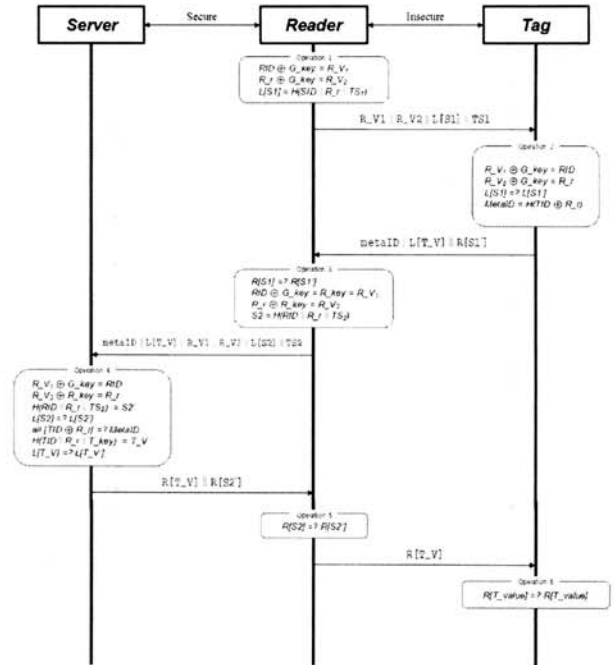 Server
Secure
Reader
Insecure
Tag
RID ⊕ G_key = R_V₁
R_r ⊕ G_key = R_V₂
L[S1] = H(SID | R_r | TS₁)
R_V1 | R_V2 | L[S1] | TS1
R_V₁ ⊕ G_key = RID
R_V₂ ⊕ G_key = R_r
L[S1] =? L[S1']
MetaID = H(TID ⊕ R_r)
metaID | L[T_V] || R[S1']
Operation 3
R[S1] =? R[S1']
RID ⊕ G_key = R_key = R_V₁
R_r ⊕ R_key = R_V₂
S2 = H(RID | R_r | TS₂)
metaID | L[T_V] | R_V1 | R_V2 | L[S2] | TS2
Operation 4
R_V₁ ⊕ G_key = RID
R_V₂ ⊕ R_key = R_r
H(RID | R_r | TS₂) = S2'
L[S2] =? L[S2']
all [TID ⊕ R_r] =? MetaID
H(TID | R_r | T_key) = T_V
L[T_V] =? L[T_V']
R[T_V] || R[S2']
Operation 5
R[S2] =? R[S2']
R[T_V]
Operation 6
R[T_value] =? R[T_value]